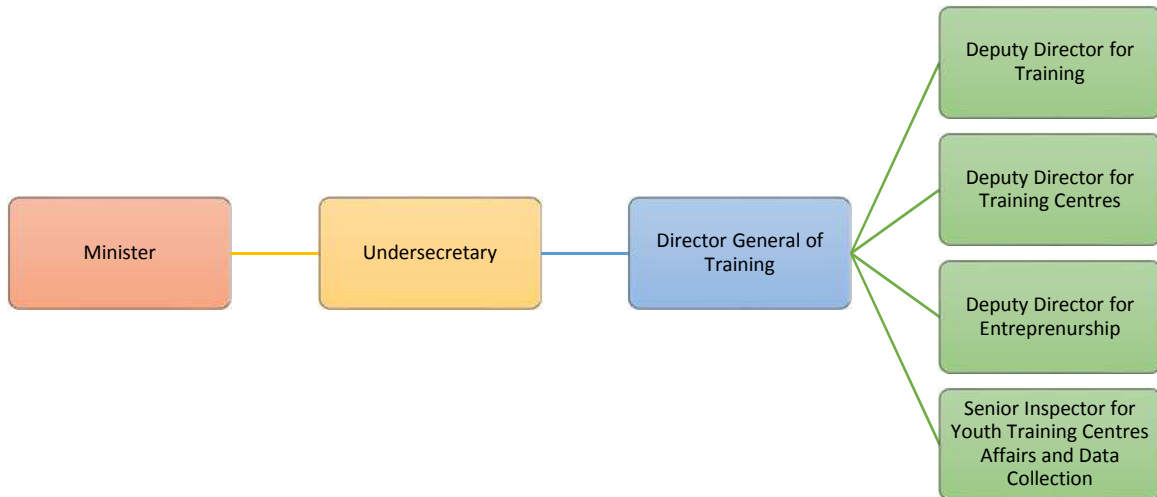 Minister
Undersecretary
Director General of
Training
Deputy Director for
Training
Deputy Director for
Training Centres
Deputy Director for
Entreprenurship
Senior Inspector for
Youth Training Centres
Affairs and Data
Collection